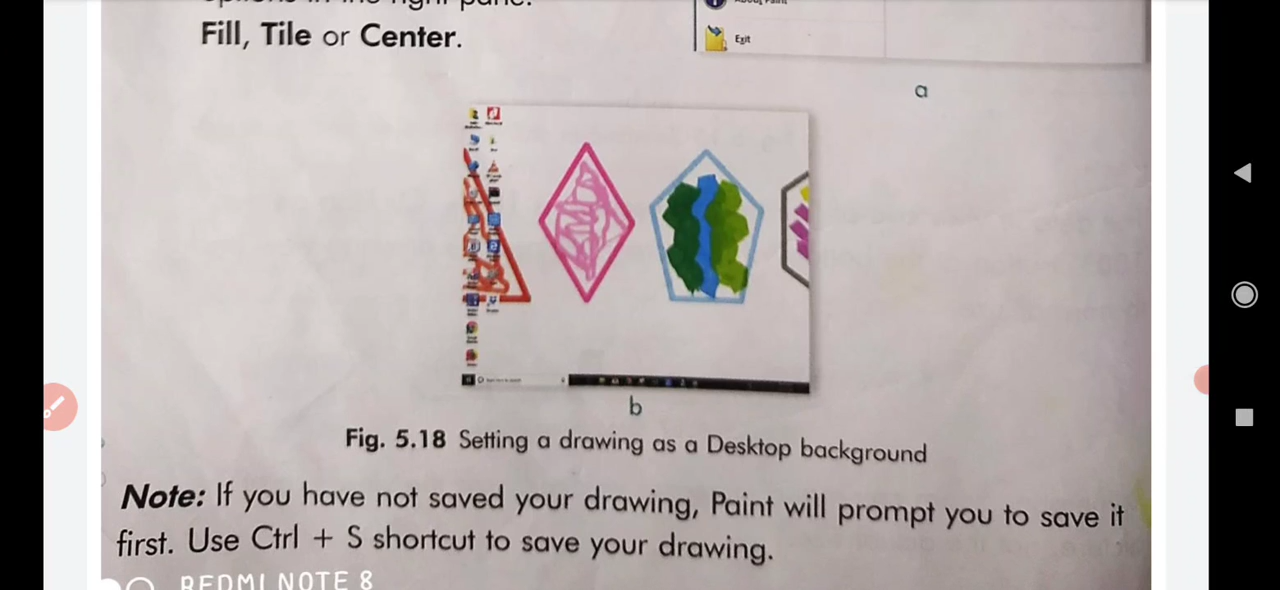 Fill, Tile or Center.
Exit
a
b
Fig. 5.18 Setting a drawing as a Desktop background
Note: If you have not saved your drawing, Paint will prompt you to save it
first. Use Ctrl + S shortcut to save your drawing.
REDMI NOTE 8